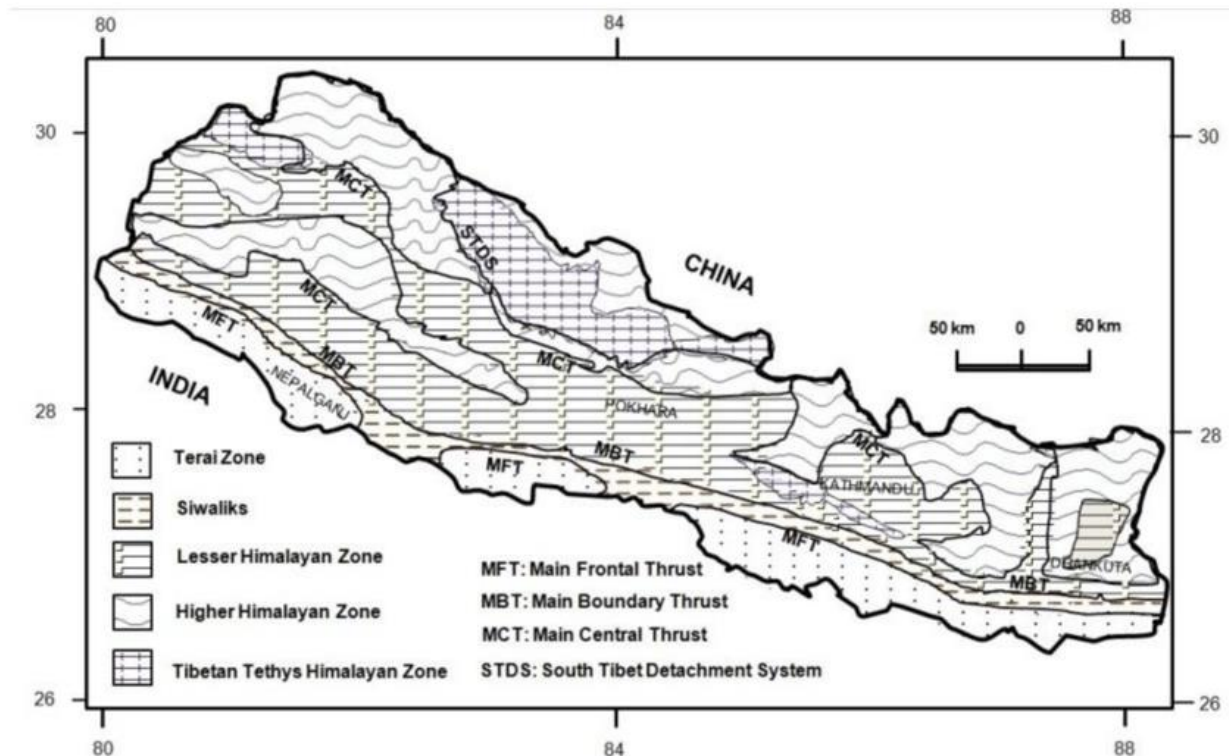 80
84
88
30
30
MCT
STDS
CHINA
MCT
MFT
MBT
50 km
0
50 km
INDIA
NEPALGANJ
MCT
28
POKHARA
28
MCT
MBT
KATHMANDU
MFT
MFT
DHANKUTA
MBT
Terai Zone
Siwaliks
Lesser Himalayan Zone
Higher Himalayan Zone
Tibetan Tethys Himalayan Zone
MFT: Main Frontal Thrust
MBT: Main Boundary Thrust
MCT: Main Central Thrust
STDS: South Tibet Detachment System
26
26
80
84
88